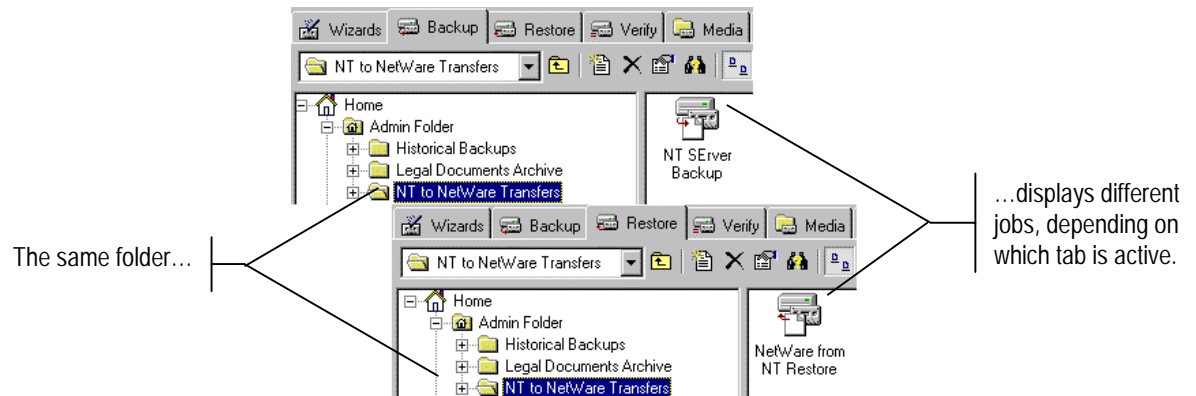 Wizards Backup Restore Verify Media
NT to NetWare Transfers
Home
Admin Folder
Historical Backups
Legal Documents Archive
NT to NetWare Transfers
NT SErver
Backup
Wizards Backup Restore Verify Media
NT to NetWare Transfers
Home
Admin Folder
Historical Backups
Legal Documents Archive
NT to NetWare Transfers
NetWare from
NT Restore
The same folder…
…displays different
jobs, depending on
which tab is active.